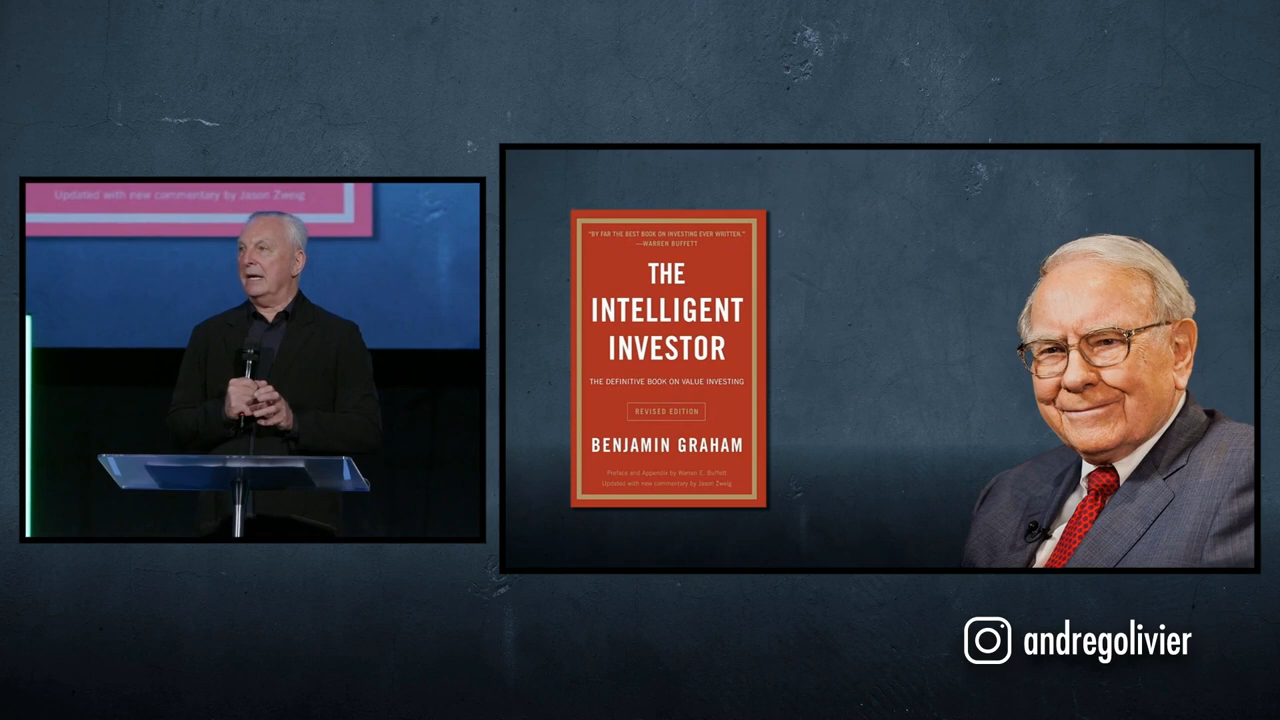 Updated with new commentary by Jason Zweig
"BY FAR THE BEST BOOK ON INVESTING EVER WRITTEN."
—WARREN BUFFETT
THE
INTELLIGENT
INVESTOR
THE DEFINITIVE BOOK ON VALUE INVESTING
REVISED EDITION
BENJAMIN GRAHAM
Preface and Appendix by Warren E. Buffett
Updated with new commentary by Jason Zweig
andregolivier